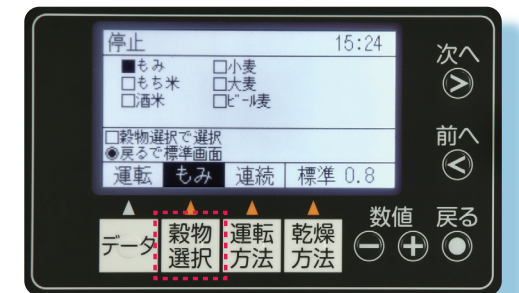 停止 15:24
■もみ □小麦
□もち米 □大麦
□酒米 □ビール麦
□穀物選択で選択
◉戻るで標準画面
運転 もみ 連続 標準 0.8
次へ
前へ
データ 穀物選択 運転方法 乾燥方法
数値 戻る